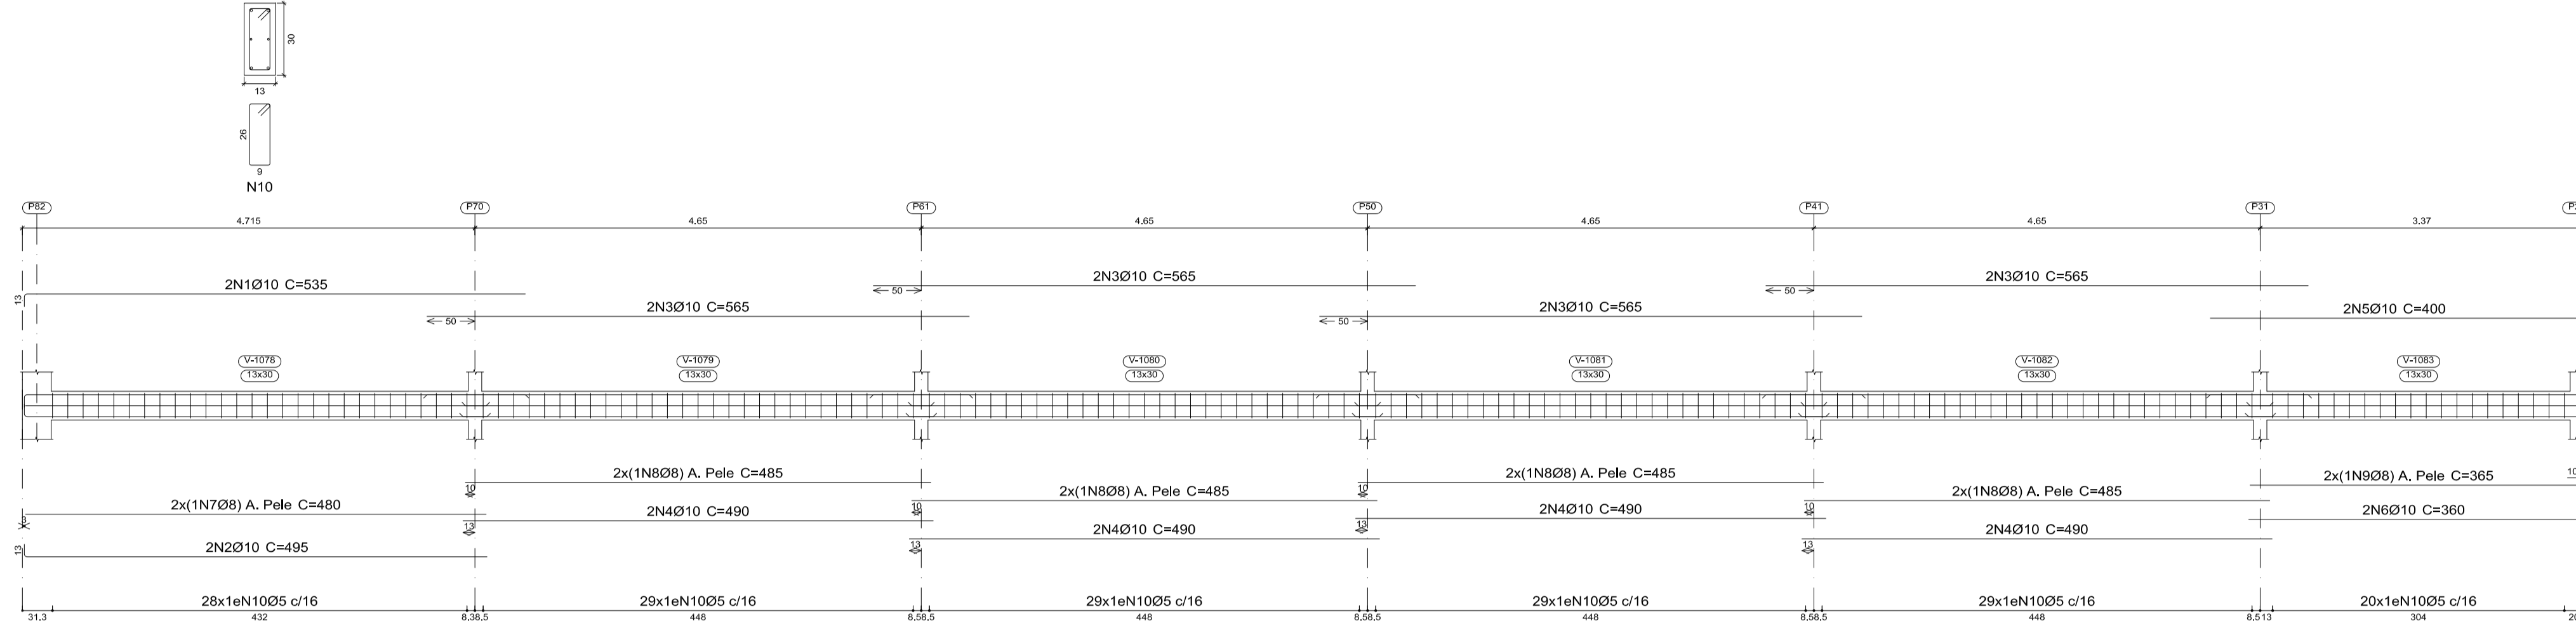 30
13
26
9
N10
P82 P70 P61 P50 P41 P31
4.715 4.65 4.65 4.65 4.65 3.37
2N3Ø10 C=565 2N3Ø10 C=565
2N1Ø10 C=535
50 50
13
2N3Ø10 C=565 2N3Ø10 C=565 2N5Ø10 C=400
50 50
V-1078 V-1079 V-1080 V-1081 V-1082 V-1083
13x30 13x30 13x30 13x30 13x30 13x30
2x(1N8Ø8) A. Pele C=485 2x(1N8Ø8) A. Pele C=485 2x(1N9Ø8) A. Pele C=365
10 10
2x(1N8Ø8) A. Pele C=485 2x(1N8Ø8) A. Pele C=485
2x(1N7Ø8) A. Pele C=480
10 10
2N4Ø10 C=490 2N4Ø10 C=490 2N6Ø10 C=360
3 13 13
2N4Ø10 C=490 2N4Ø10 C=490
13 13
2N2Ø10 C=495
13
28x1eN10Ø5 c/16 29x1eN10Ø5 c/16 29x1eN10Ø5 c/16 29x1eN10Ø5 c/16 29x1eN10Ø5 c/16 20x1eN10Ø5 c/16
31,3 432 8,38,5 448 8,58,5 448 8,58,5 448 8,58,5 448 8,513 304